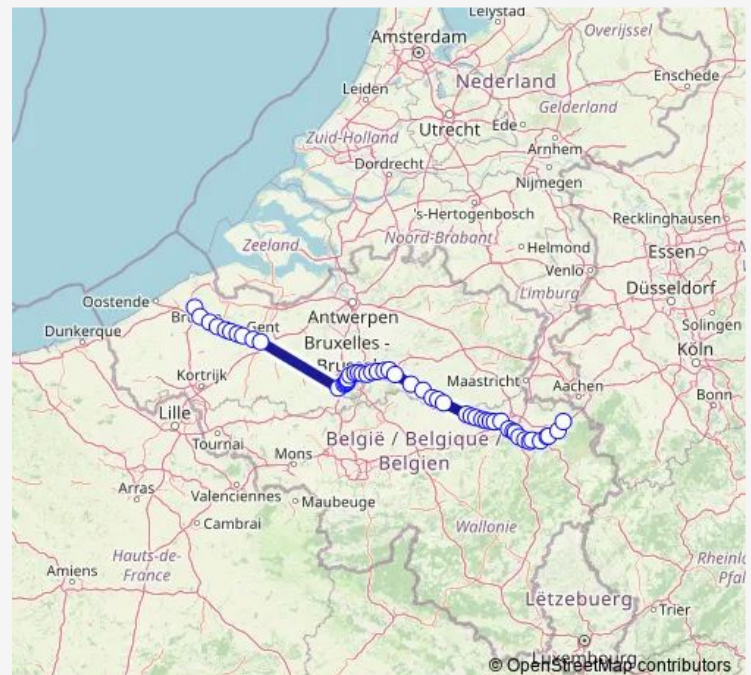 Lelystad
Amsterdam
Overijssel
Nederland
Enschede
Leiden
Gelderland
Utrecht
Ede
Zuid-Holland
Arnhem
Dordrecht
Nijmegen
's-Hertogenbosch
Recklinghausen
Zeeland
Noord-Brabant
Helmond
Essen
Venlo
Oostende
Limburg
Düsseldorf
Antwerpen
Dunkerque
Gent
Solingen
Bruxelles -
Köln
Kortrijk
Maastricht
Aachen
Bonn
Lille
België / Belgique /
Belgien
Tournai
Mons
Arras
Valenciennes
Maubeuge
Cambrai
Wallonie
Hauts-de-
France
Amiens
Lëtzebuerg
Trier
Luxembourg
© OpenStreetMap contributors